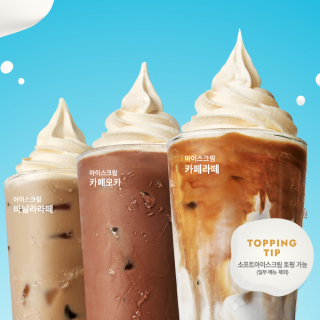 아이스크림
바닐라라떼
아이스크림
카페모카
아이스크림
카페라떼
TOPPING
TIP
소프트아이스크림 토핑 가능
(일부 메뉴 제외)